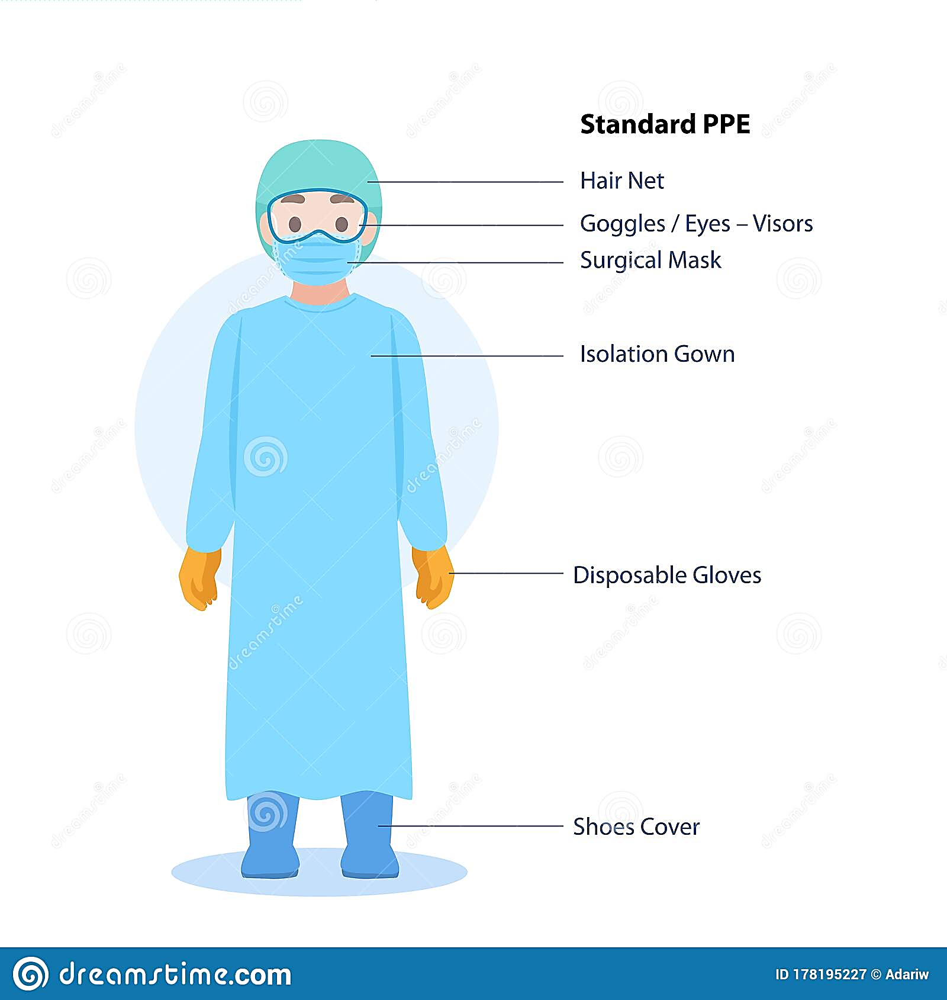 Standard PPE
Hair Net
Goggles / Eyes – Visors
Surgical Mask
Isolation Gown
Disposable Gloves
Shoes Cover
dreamstime.com
ID 178195227 © Adariw